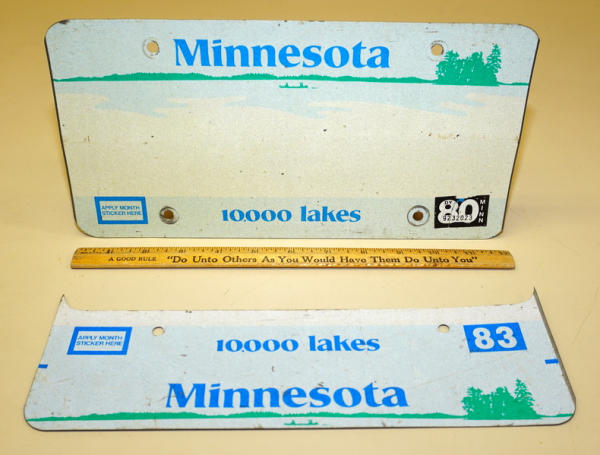 Minnesota
APPLY MONTH
STICKER HERE
10,000 lakes
80
MINN
A GOOD RULE "Do Unto Others As You Would Have Them Do Unto You"
APPLY MONTH
STICKER HERE
10,000 lakes
83
Minnesota